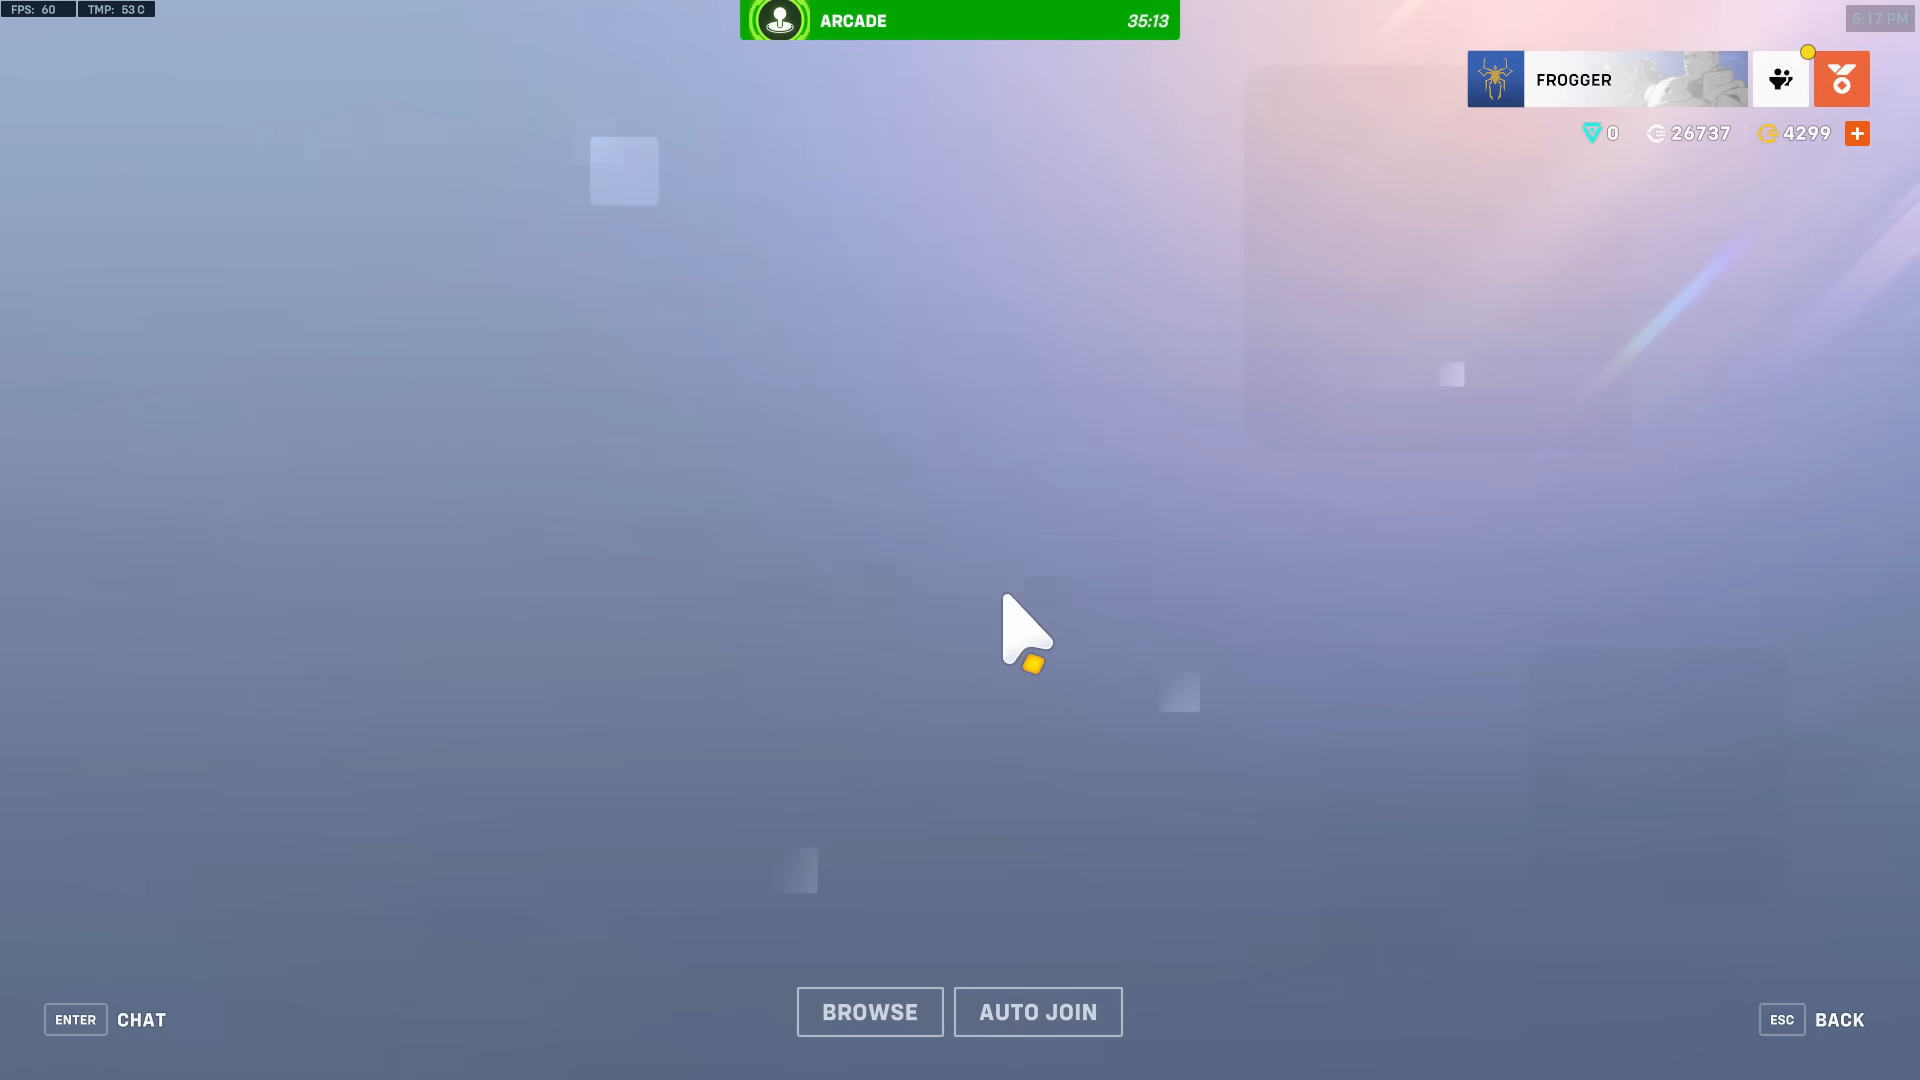 FPS: 60 TMP: 53 C
ARCADE 35:13
5:17 PM
FROGGER
0 26737 4299 +
BROWSE AUTO JOIN
ENTER CHAT
ESC BACK